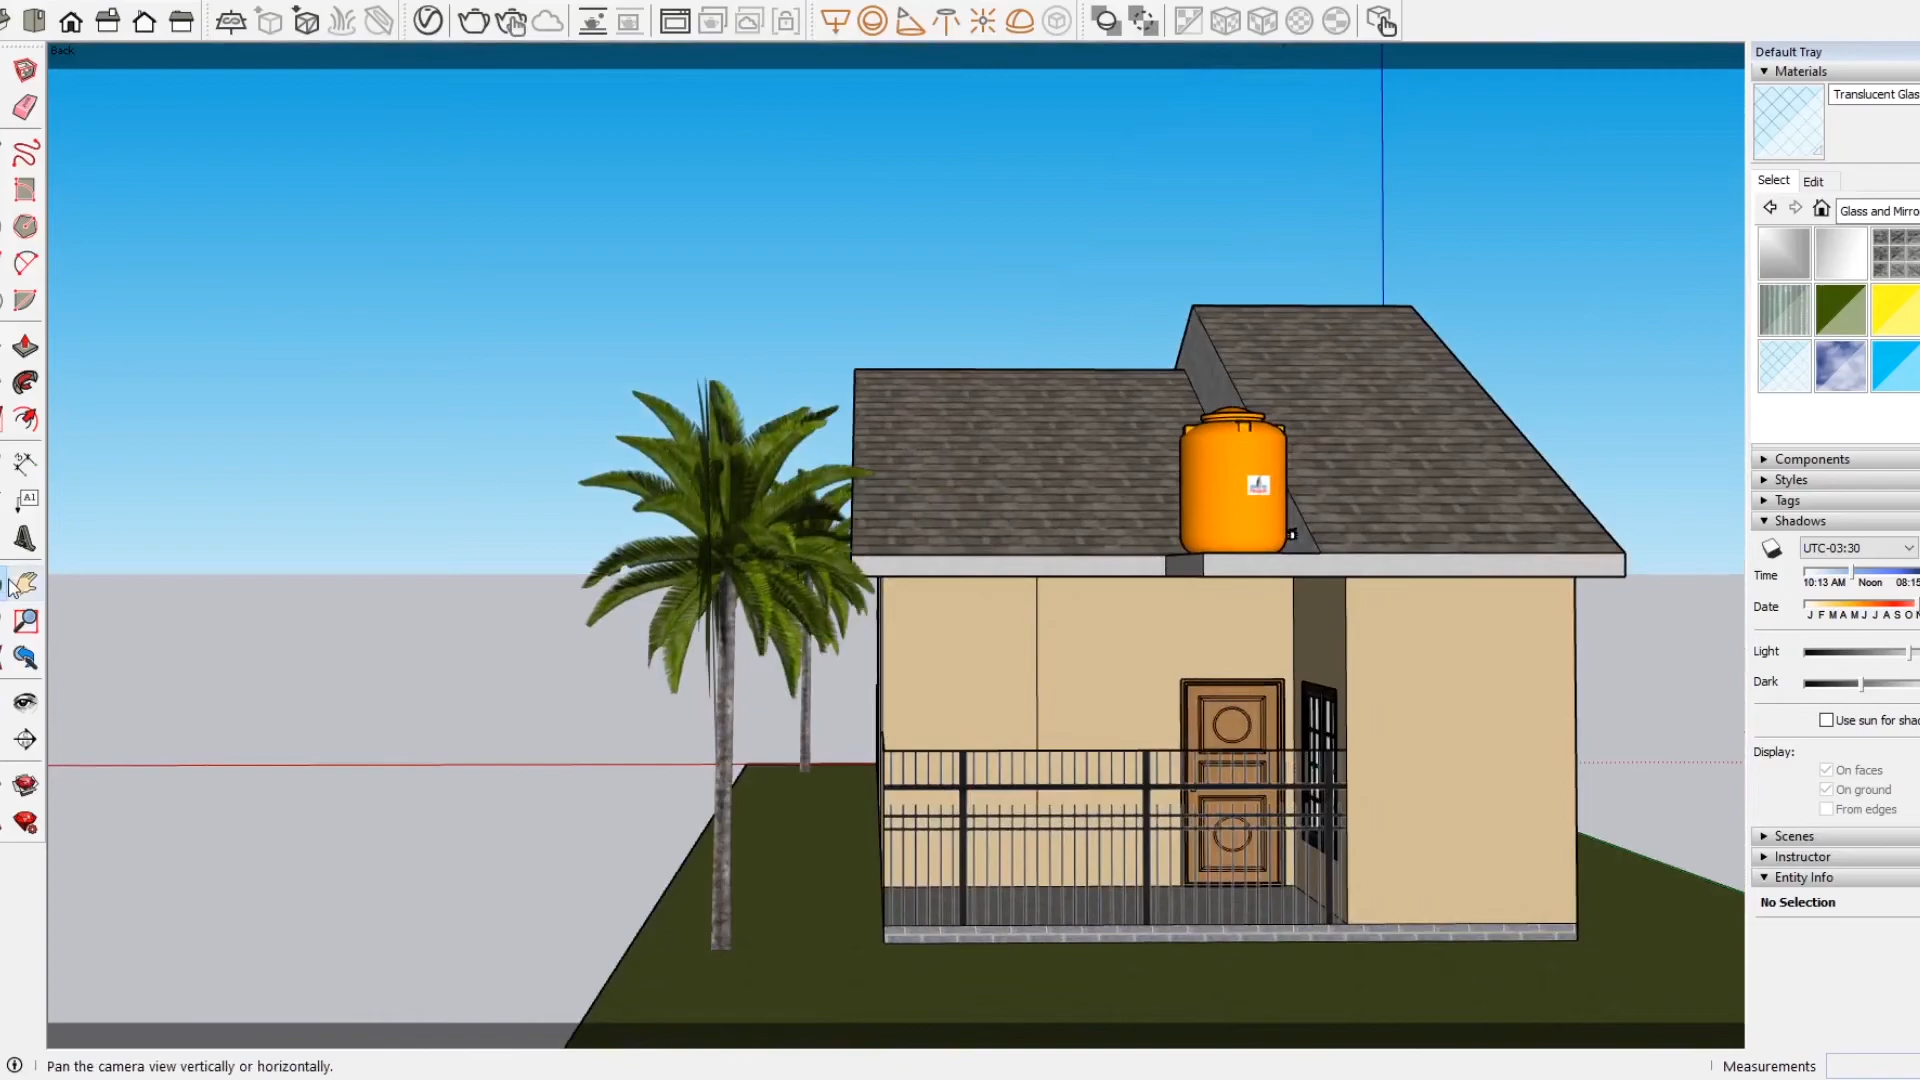 Back
Default Tray
Materials
Translucent Glas
Select Edit
Glass and Mirro
Components
Styles
Tags
Shadows
UTC-03:30
Time
10:13 AM Noon 08:15
Date
J F M A M J J A S O N
Light
Dark
Use sun for sha
Display:
On faces
On ground
From edges
Scenes
Instructor
Entity Info
No Selection
A1
Pan the camera view vertically or horizontally.
Measurements